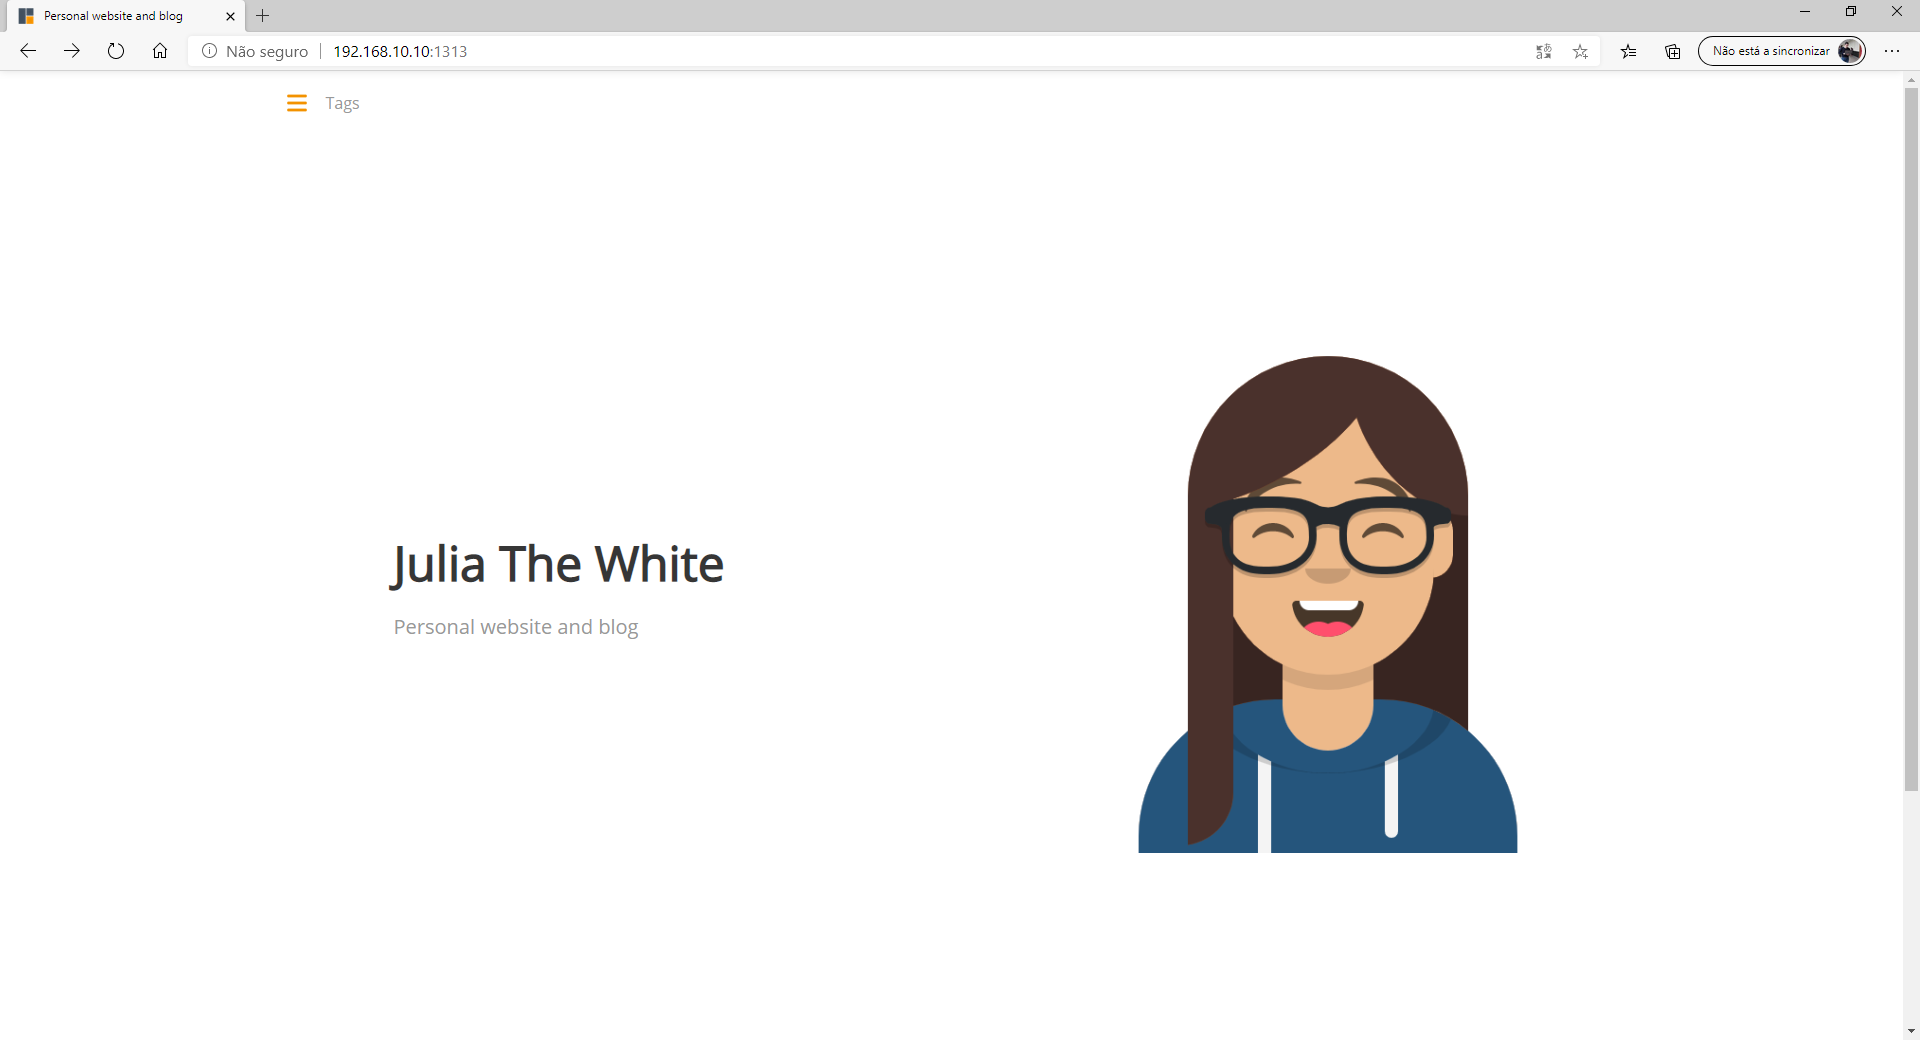 Personal website and blog
Não seguro
192.168.10.10:1313
Não está a sincronizar
Tags
Julia The White
Personal website and blog